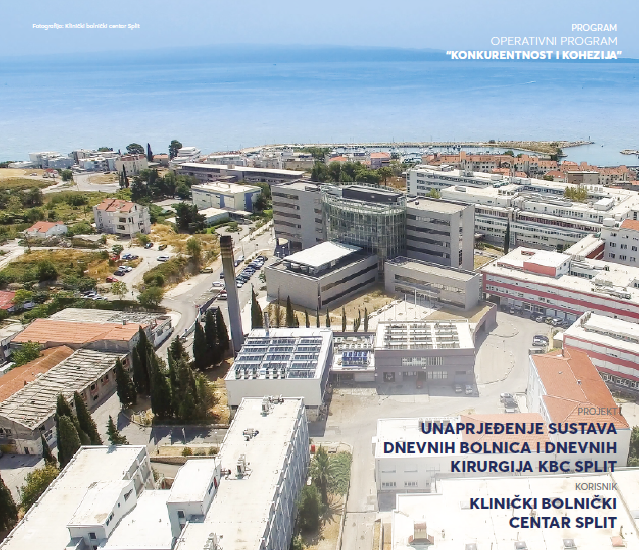 Fotografija: Klinički bolnički centar Split
PROGRAM
OPERATIVNI PROGRAM
"KONKURENTNOST I KOHEZIJA"
PROJEKT
UNAPRJEĐENJE SUSTAVA
DNEVNIH BOLNICA I DNEVNIH
KIRURGIJA KBC SPLIT
KORISNIK
KLINIČKI BOLNIČKI
CENTAR SPLIT